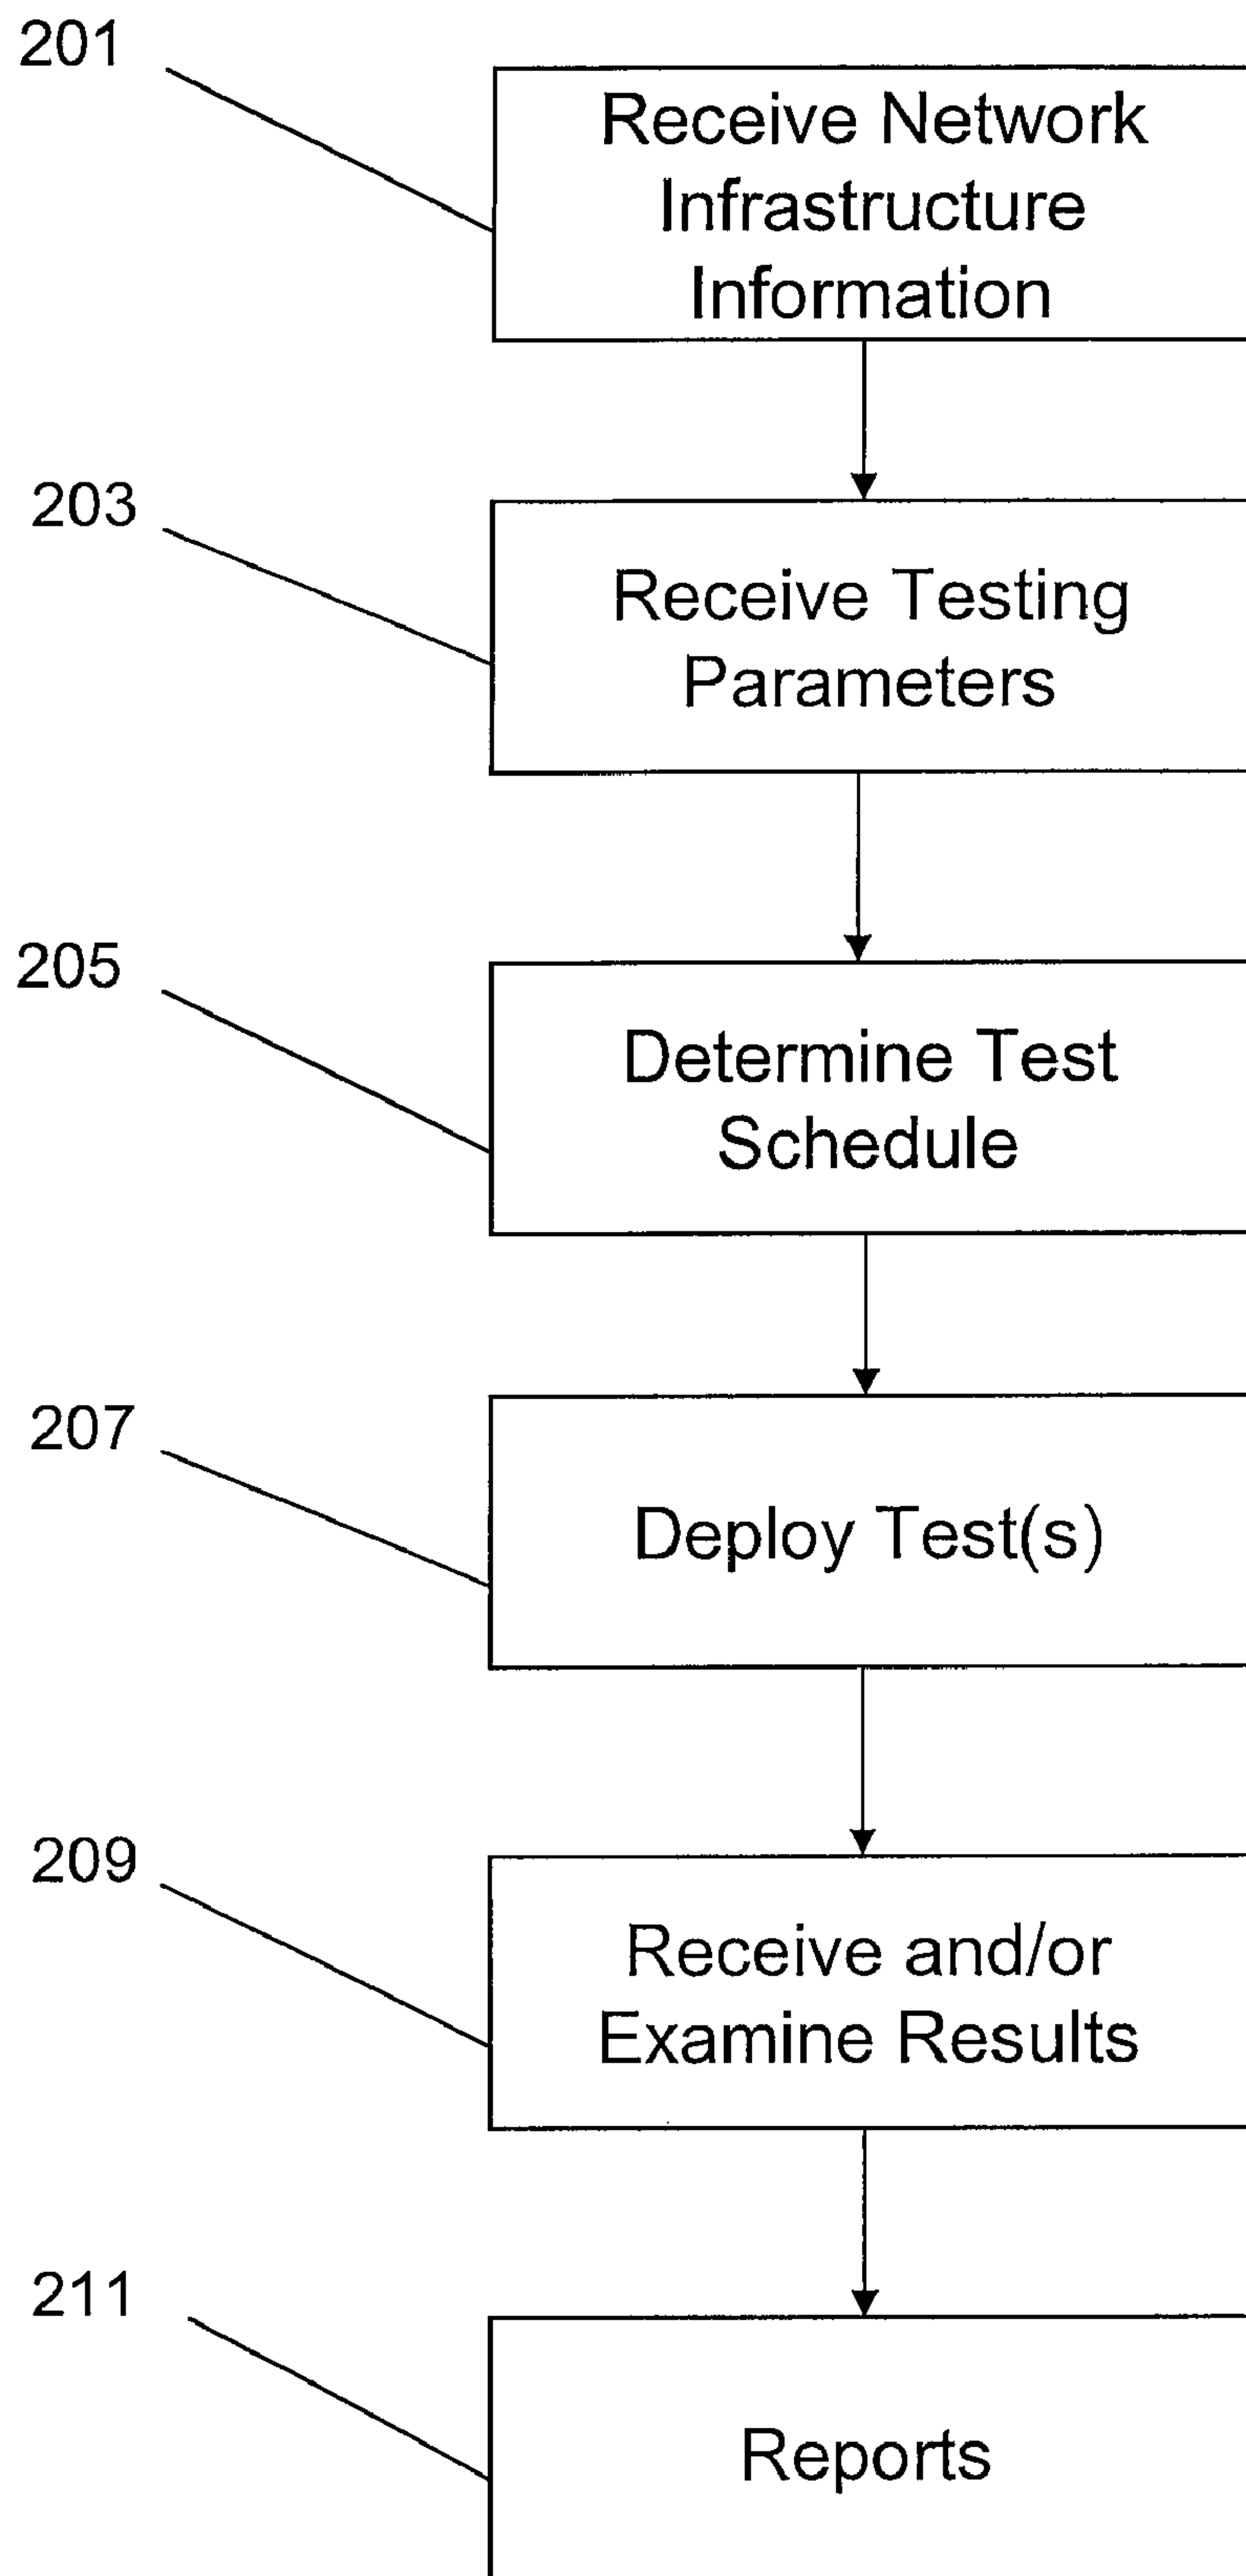 201
Receive Network
Infrastructure
Information
203
Receive Testing
Parameters
205
Determine Test
Schedule
207
Deploy Test(s)
209
Receive and/or
Examine Results
211
Reports